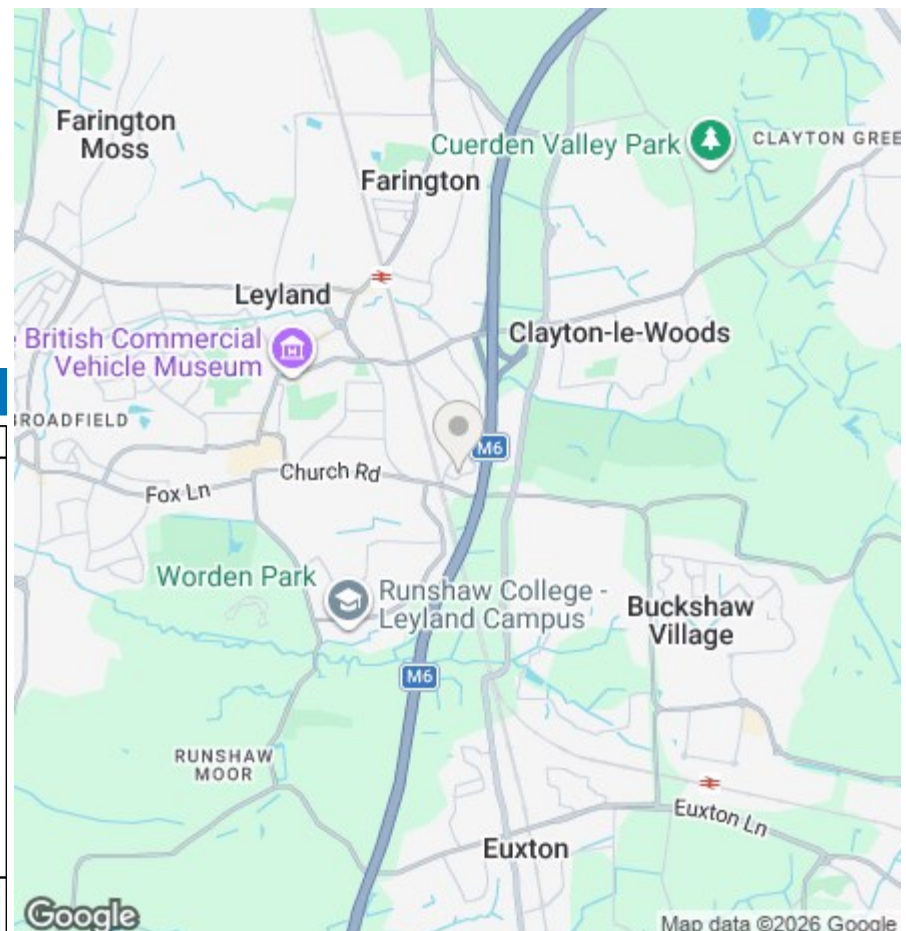 Farington
Moss
Cuerden Valley Park
CLAYTON GREE
Farington
Leyland
Clayton-le-Woods
e British Commercial
Vehicle Museum
BROADFIELD
M6
Church Rd
Fox Ln
Worden Park
Runshaw College -
Leyland Campus
Buckshaw
Village
M6
RUNSHAW
MOOR
Euxton Ln
Euxton
Google
Map data ©2026 Google